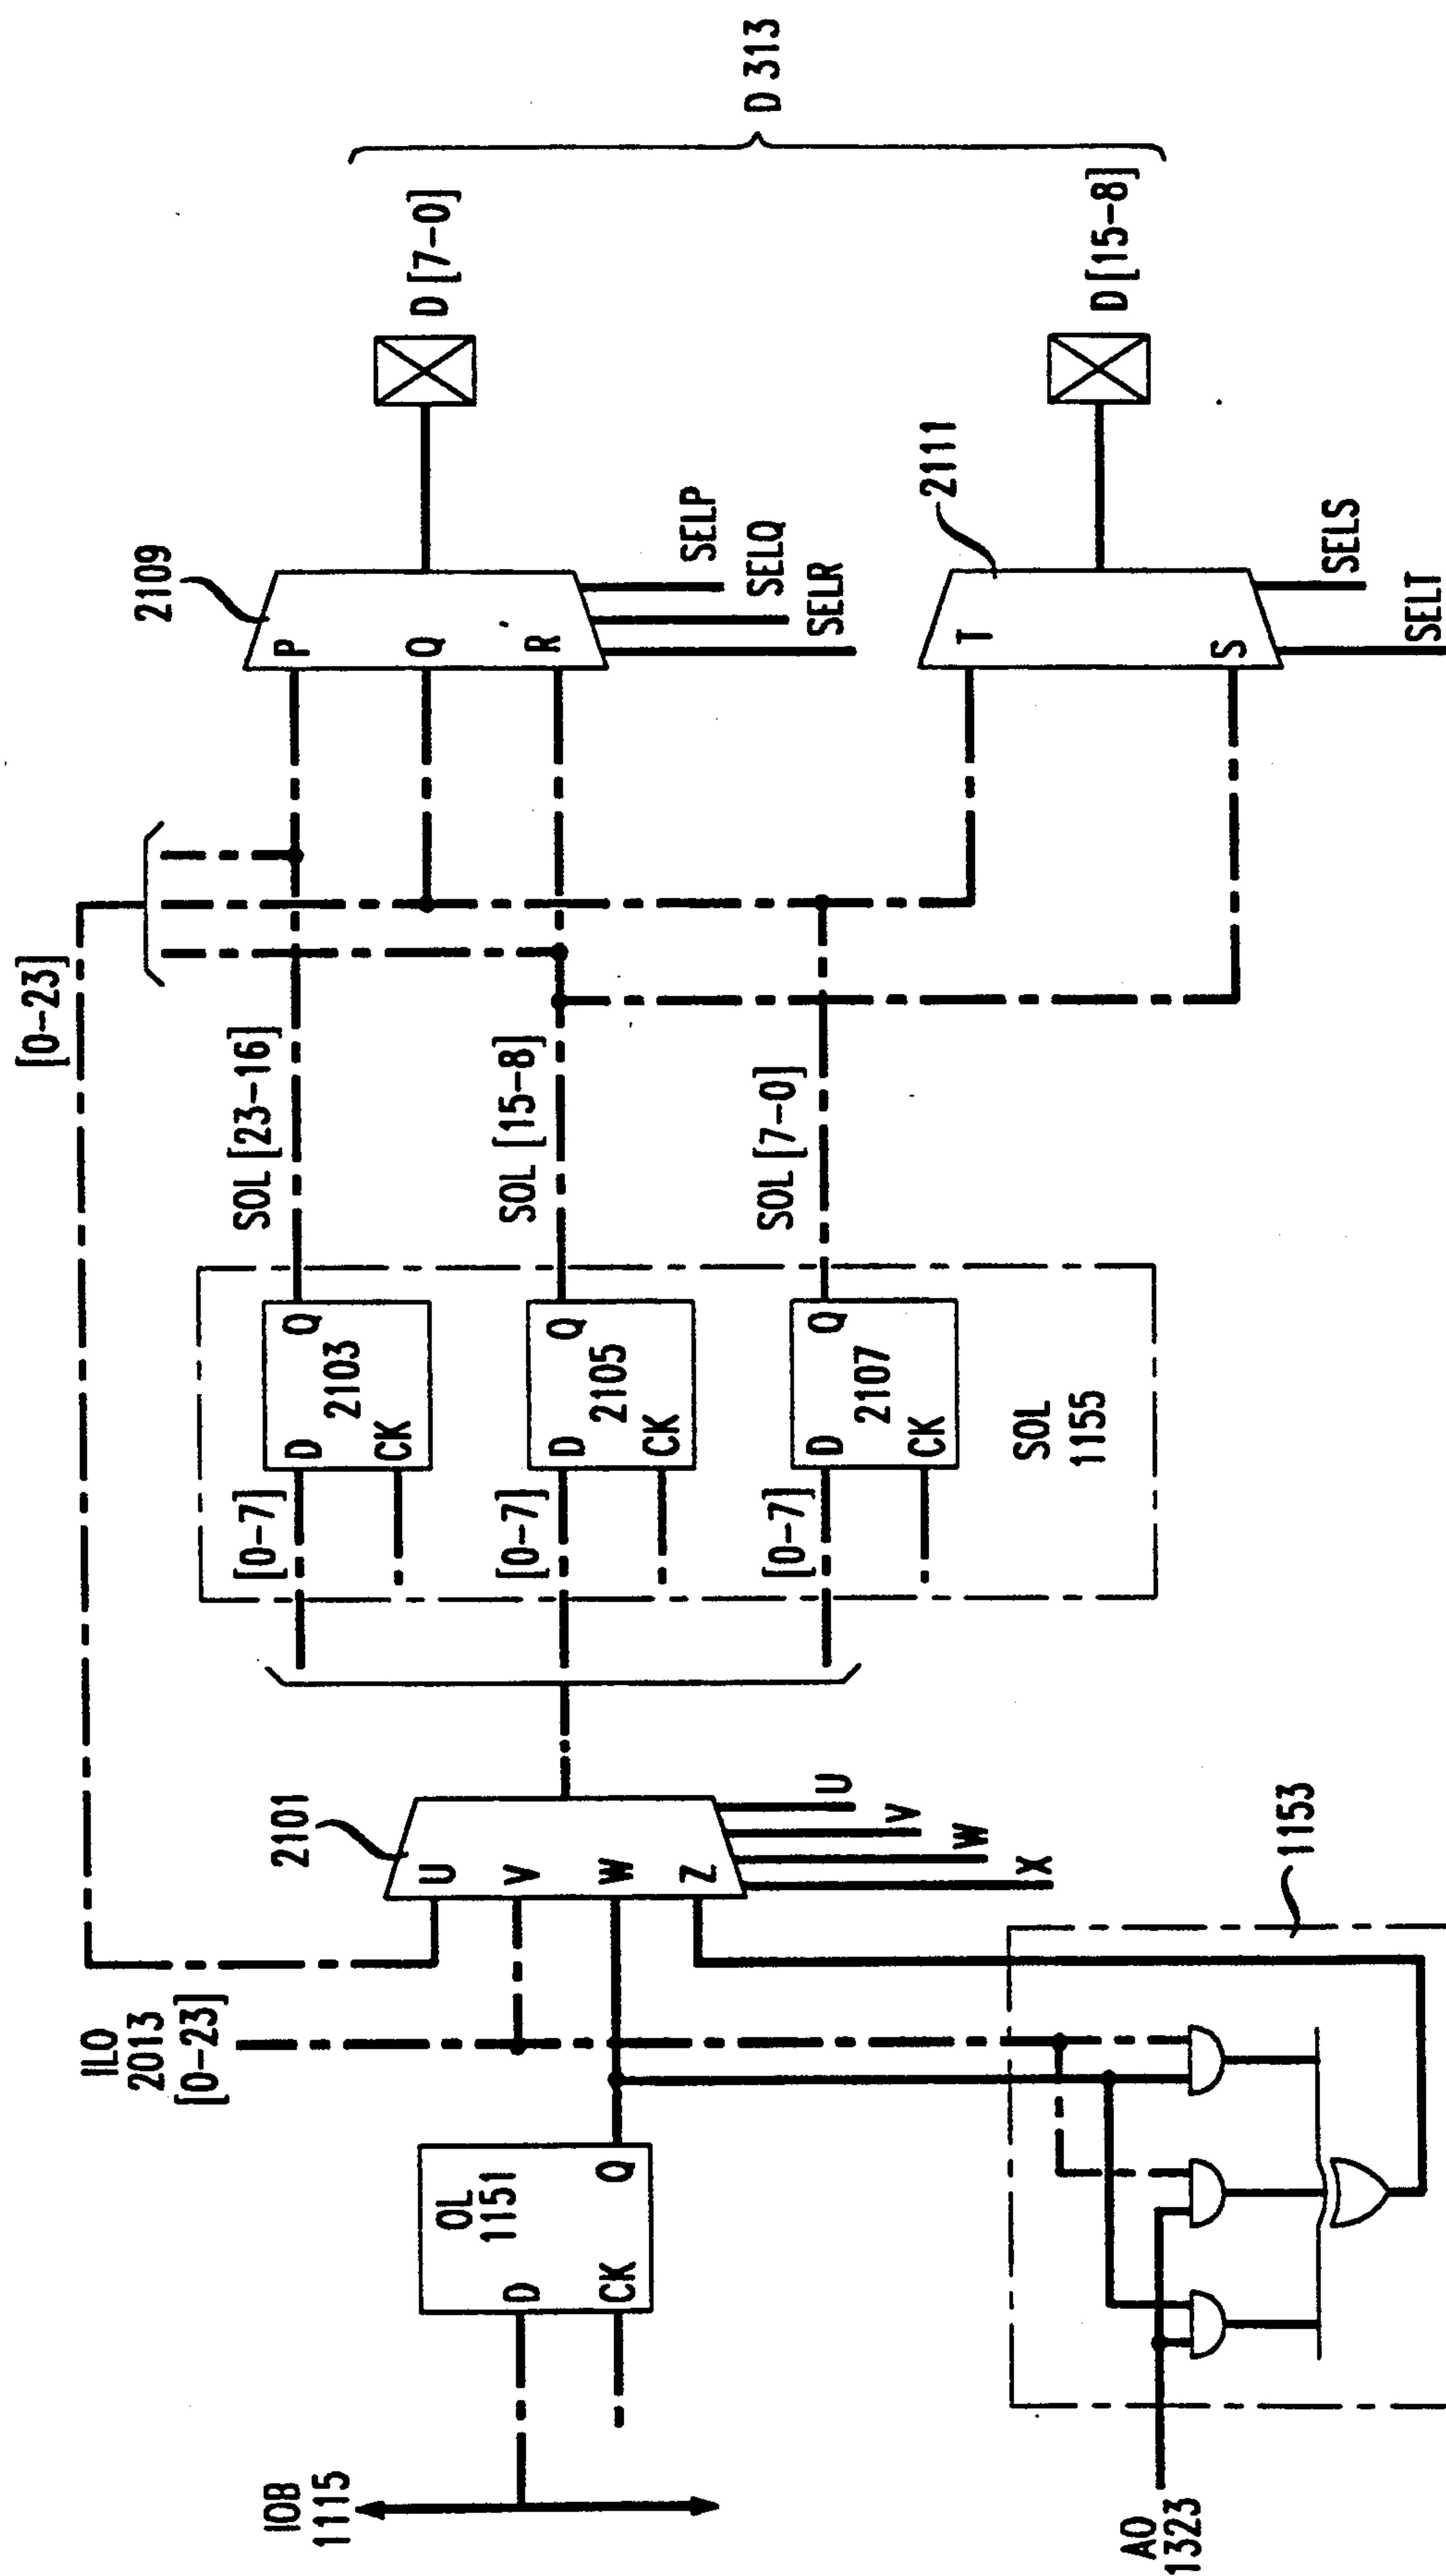 IOB
1115
OL
1151
D
Q
CK
ILO
2013
[0-23]
AO
1323
1153
2101
U
V
W
Z
U
V
W
X
[0-23]
[0-7]
D
Q
2103
CK
[0-7]
D
Q
2105
CK
[0-7]
D
Q
2107
CK
SOL
1155
SOL [23-16]
SOL [15-8]
SOL [7-0]
2109
P
Q
R
SELP
SELQ
SELR
2111
T
S
SELS
SELT
D [7-0]
D [15-8]
D 313